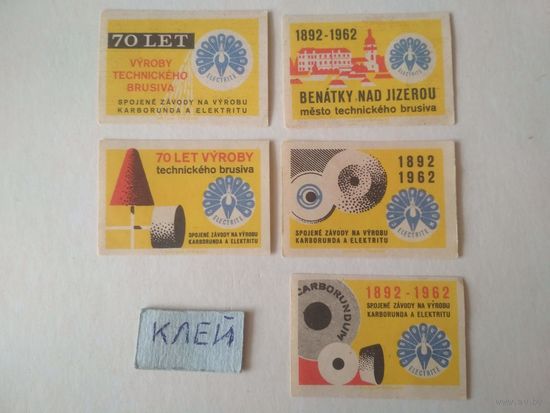 70 LET
VÝROBY
TECHNICKÉHO
BRUSIVA
ELECTRITE
SPOJENÉ ZÁVODY NA VÝROBU
KARBORUNDA A ELEKTRITU
1892-1962
ELECTRITE
BENÁTKY NAD JIZEROU
město technického brusiva
70 LET VÝROBY
technického brusiva
ELECTRITE
SPOJENÉ ZÁVODY NA VÝROBU
KARBORUNDA A ELEKTRITU
1892
1962
ELECTRITE
SPOJENÉ ZÁVODY NA VÝROBU
KARBORUNDA A ELEKTRITU
КЛЕЙ
CARBORUNDUM
1892-1962
SPOJENÉ ZÁVODY NA VÝROBU
KARBORUNDA A ELEKTRITU
ELECTRITE